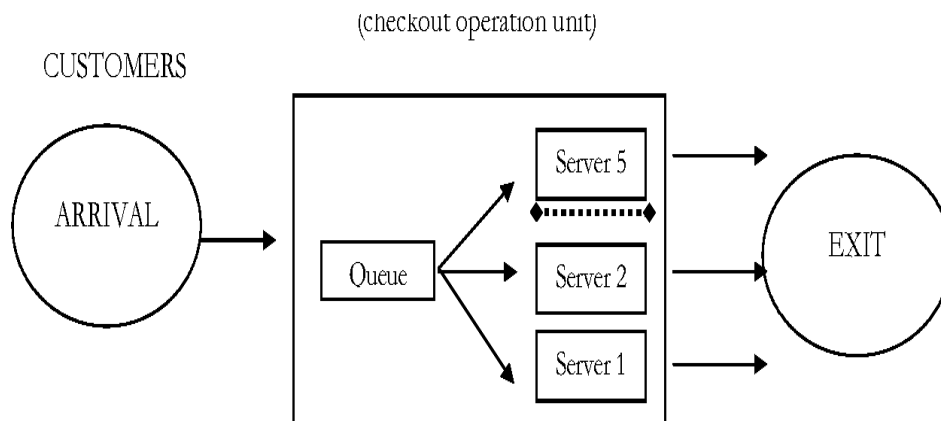 (checkout operation unit)
CUSTOMERS
ARRIVAL
Queue
Server 5
Server 2
Server 1
EXIT